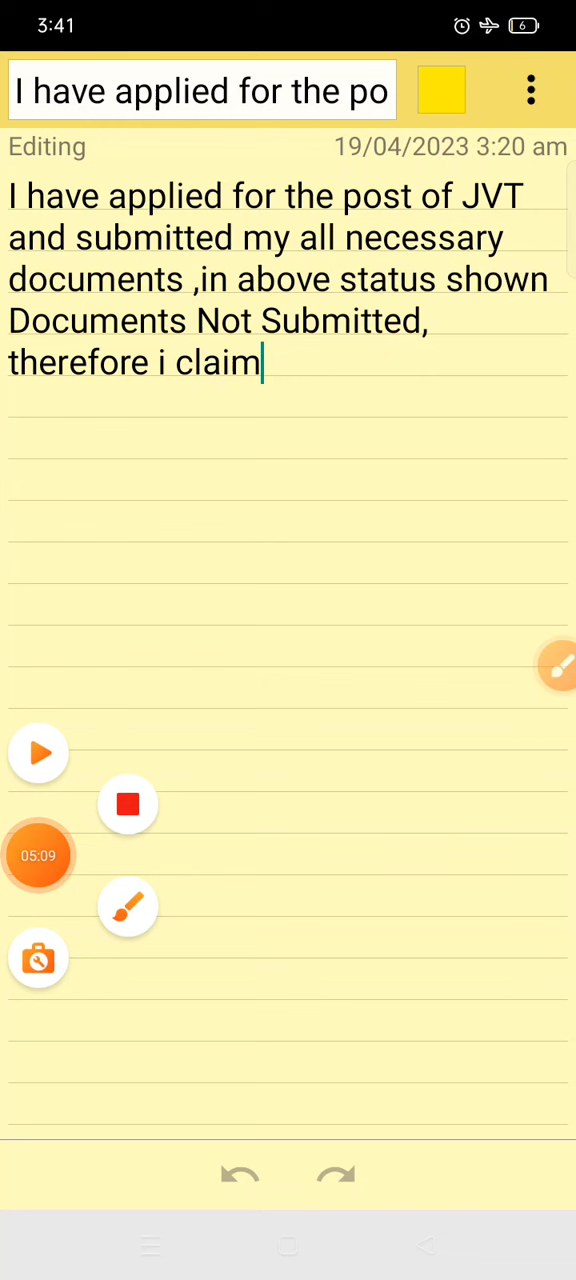 3:41
6
I have applied for the po
Editing
19/04/2023 3:20 am
I have applied for the post of JVT
and submitted my all necessary
documents ,in above status shown
Documents Not Submitted,
therefore i claim
05:09